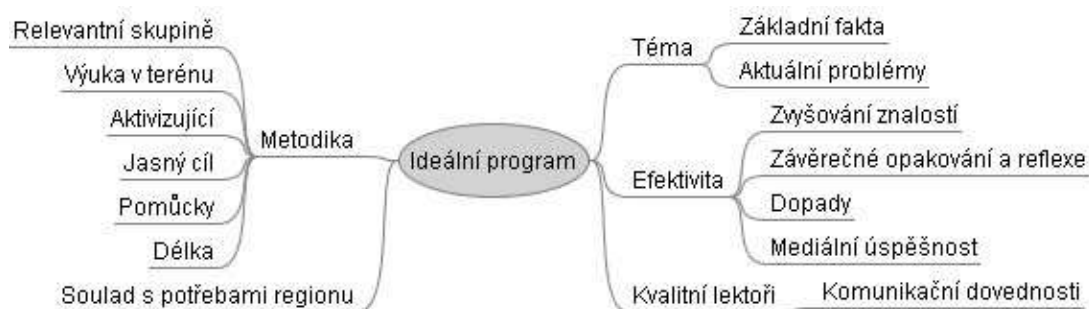 Ideální program
Metodika
Relevantní skupině
Výuka v terénu
Aktivizující
Jasný cíl
Pomůcky
Délka
Soulad s potřebami regionu
Téma
Základní fakta
Aktuální problémy
Efektivita
Zvyšování znalostí
Závěrečné opakování a reflexe
Dopady
Mediální úspěšnost
Kvalitní lektoři
Komunikační dovednosti